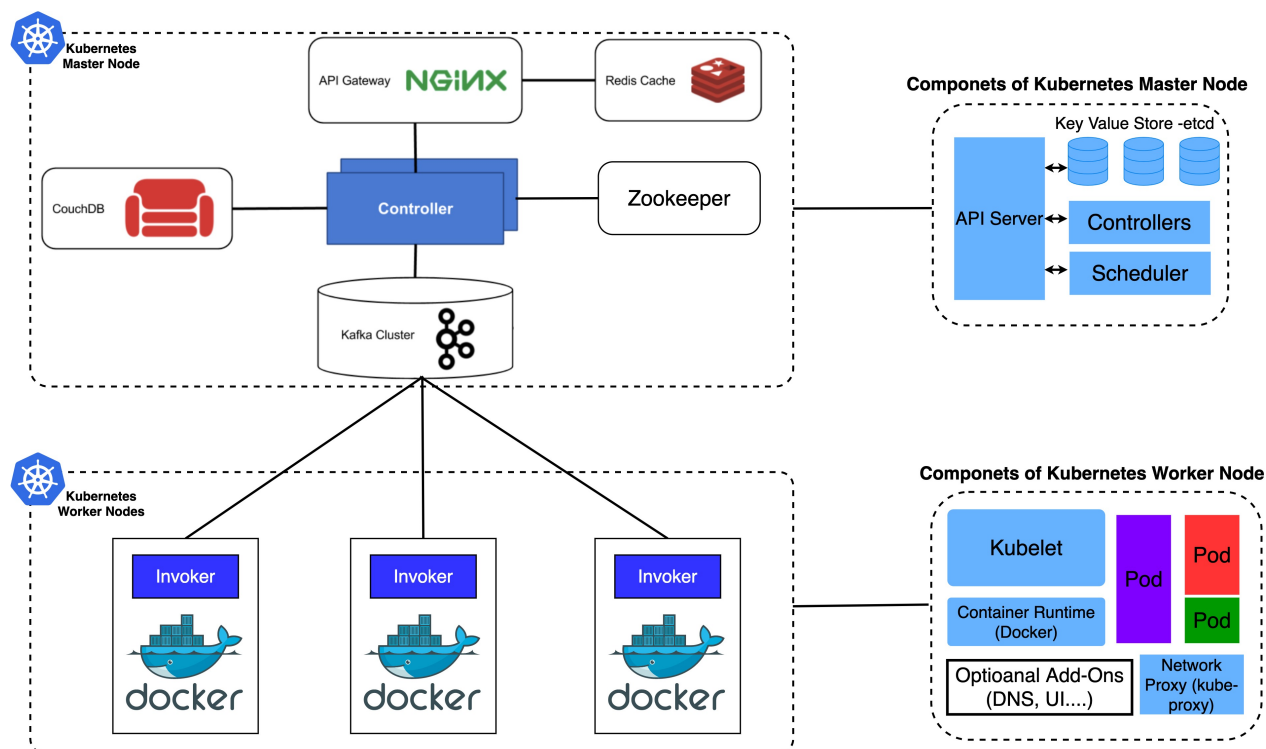 Kubernetes
Master Node
API Gateway
NGINX
Redis Cache
CouchDB
Controller
Zookeeper
Kafka Cluster
Componets of Kubernetes Master Node
Key Value Store -etcd
API Server
Controllers
Scheduler
Kubernetes
Worker Nodes
Invoker
docker
Invoker
docker
Invoker
docker
Componets of Kubernetes Worker Node
Kubelet
Container Runtime
(Docker)
Pod
Pod
Pod
Optioanal Add-Ons
(DNS, UI....)
Network
Proxy (kube-
proxy)